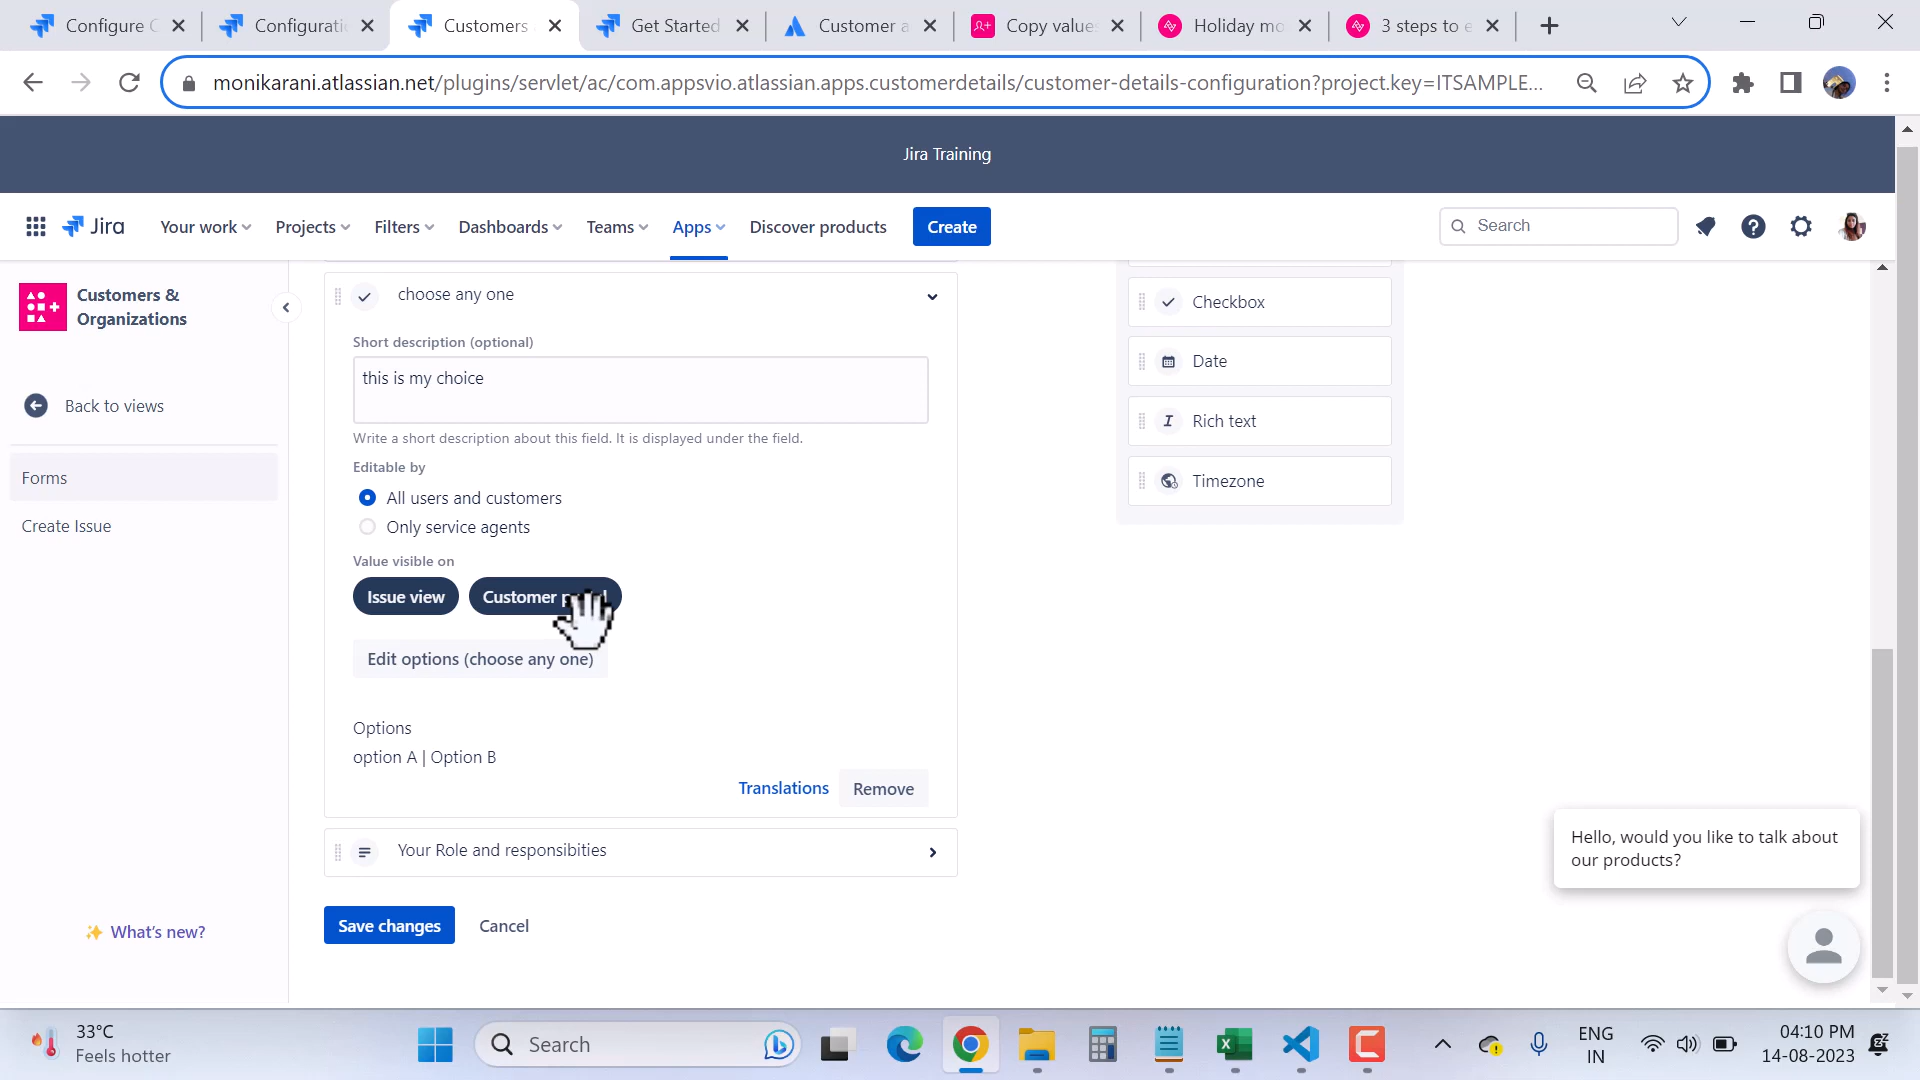 Configure C
Configuratio
Customers
Get Started
Customer a
Copy values
Holiday mo
3 steps to e
monikarani.atlassian.net/plugins/servlet/ac/com.appsvio.atlassian.apps.customerdetails/customer-details-configuration?project.key=ITSAMPLE...
Jira Training
Jira
Your work
Projects
Filters
Dashboards
Teams
Apps
Discover products
Create
Search
Customers &
Organizations
Back to views
Forms
Create Issue
What's new?
choose any one
Short description (optional)
this is my choice
Write a short description about this field. It is displayed under the field.
Editable by
All users and customers
Only service agents
Value visible on
Issue view
Customer
Edit options (choose any one)
Options
option A | Option B
Translations
Remove
Your Role and responsibities
Save changes
Cancel
Checkbox
Date
Rich text
Timezone
Hello, would you like to talk about
our products?
33°C
Feels hotter
Search
ENG
IN
04:10 PM
14-08-2023